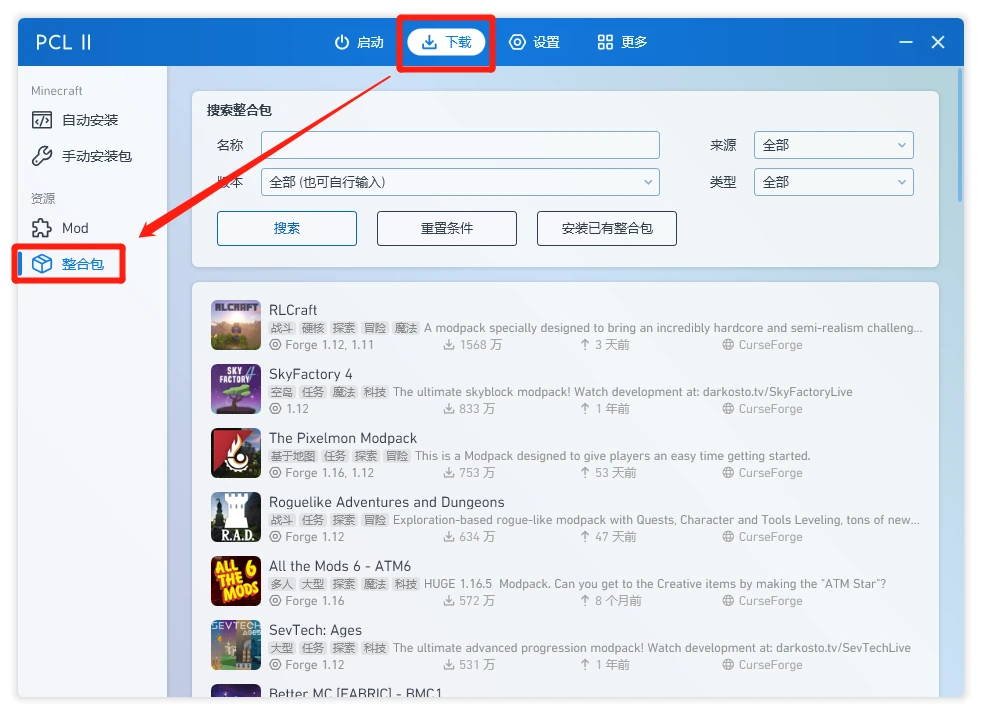 PCL II 启动 下载 设置 更多
Minecraft
自动安装
手动安装包
资源
Mod
整合包
搜索整合包
名称 来源 全部
版本 全部 (也可自行输入) 类型 全部
搜索 重置条件 安装已有整合包
RLCRAFT
RLCraft
战斗 硬核 探索 冒险 魔法 A modpack specially designed to bring an incredibly hardcore and semi-realism challeng...
Forge 1.12, 1.11 1568 万 3 天前 CurseForge
SKY FACTORY 4
SkyFactory 4
空岛 任务 魔法 科技 The ultimate skyblock modpack! Watch development at: darkosto.tv/SkyFactoryLive
1.12 833 万 1 年前 CurseForge
The Pixelmon Modpack
基于地图 任务 探索 冒险 This is a Modpack designed to give players an easy time getting started.
Forge 1.16, 1.12 753 万 53 天前 CurseForge
R.A.D.
Roguelike Adventures and Dungeons
战斗 任务 探索 冒险 Exploration-based rogue-like modpack with Quests, Character and Tools Leveling, tons of new...
Forge 1.12 634 万 47 天前 CurseForge
ALL THE MODS 6
All the Mods 6 - ATM6
多人 大型 探索 魔法 科技 HUGE 1.16.5 Modpack. Can you get to the Creative items by making the "ATM Star"?
Forge 1.16 572 万 8 个月前 CurseForge
SEVTECH AGES
SevTech: Ages
大型 任务 探索 科技 The ultimate advanced progression modpack! Watch development at: darkosto.tv/SevTechLive
Forge 1.12 531 万 1 年前 CurseForge
Better MC [FABRIC] - BMC1